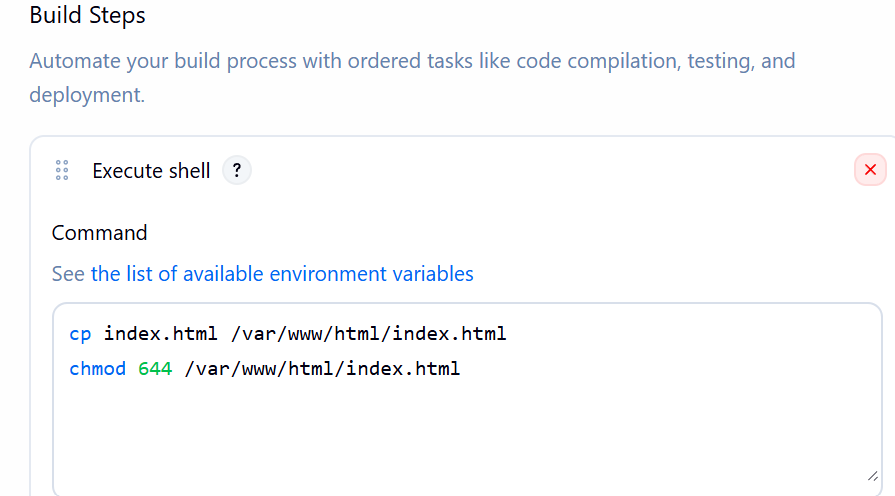 Build Steps
Automate your build process with ordered tasks like code compilation, testing, and
deployment.
Execute shell ?
Command
See the list of available environment variables
cp index.html /var/www/html/index.html
chmod 644 /var/www/html/index.html